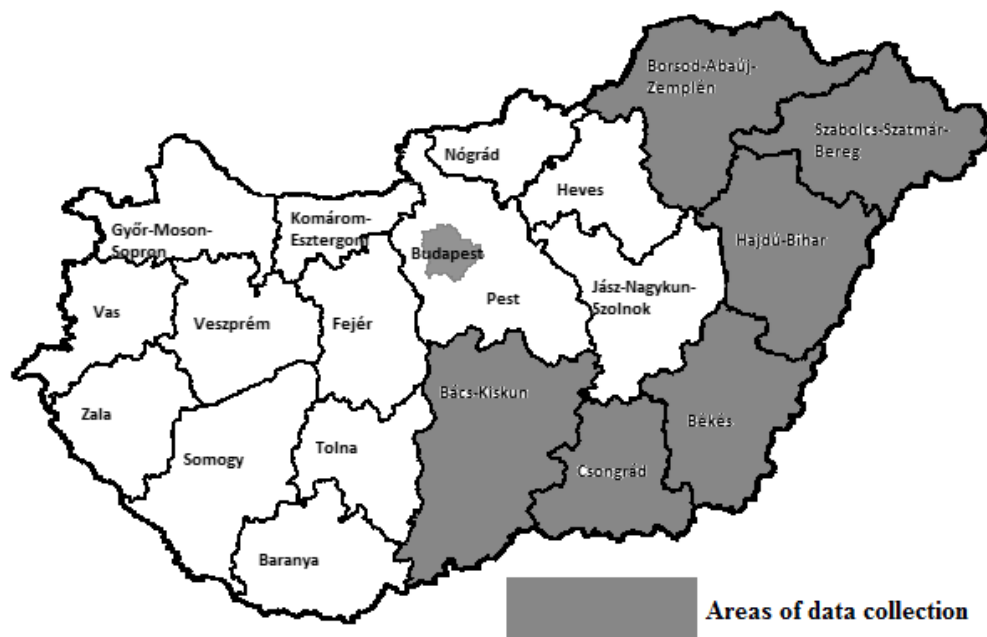 Borsod-Abaúj-
Zemplén
Szabolcs-Szatmár-
Bereg
Nógrád
Heves
Győr-Moson-
Sopron
Komárom-
Esztergom
Budapest
Hajdú-Bihar
Pest
Jász-Nagykun-
Szolnok
Vas
Veszprém
Fejér
Bács-Kiskun
Békés
Zala
Somogy
Tolna
Csongrád
Baranya
Areas of data collection